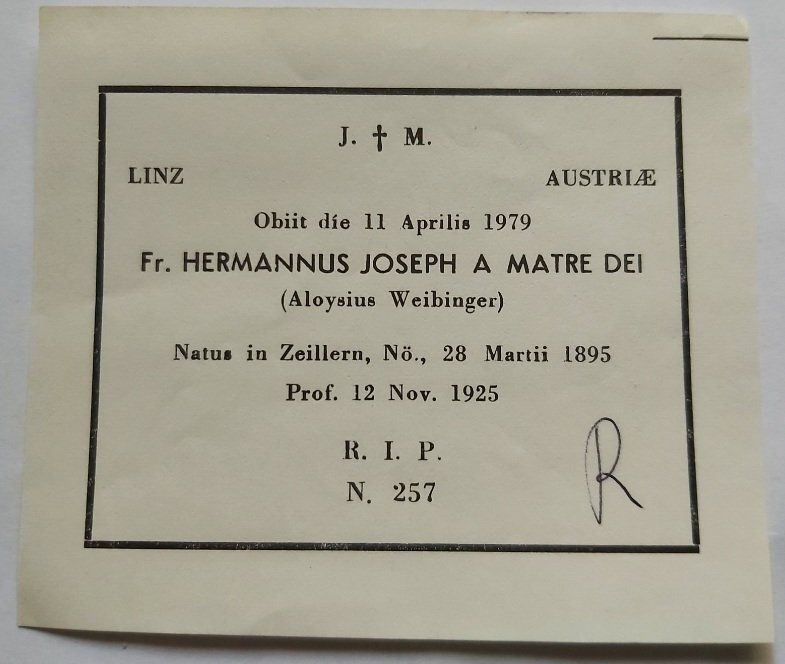 J. † M.
LINZ AUSTRIÆ
Obiit díe 11 Aprilis 1979
Fr. HERMANNUS JOSEPH A MATRE DEI
(Aloysius Weibinger)
Natus in Zeillern, Nö., 28 Martii 1895
Prof. 12 Nov. 1925
R. I. P.
N. 257
R